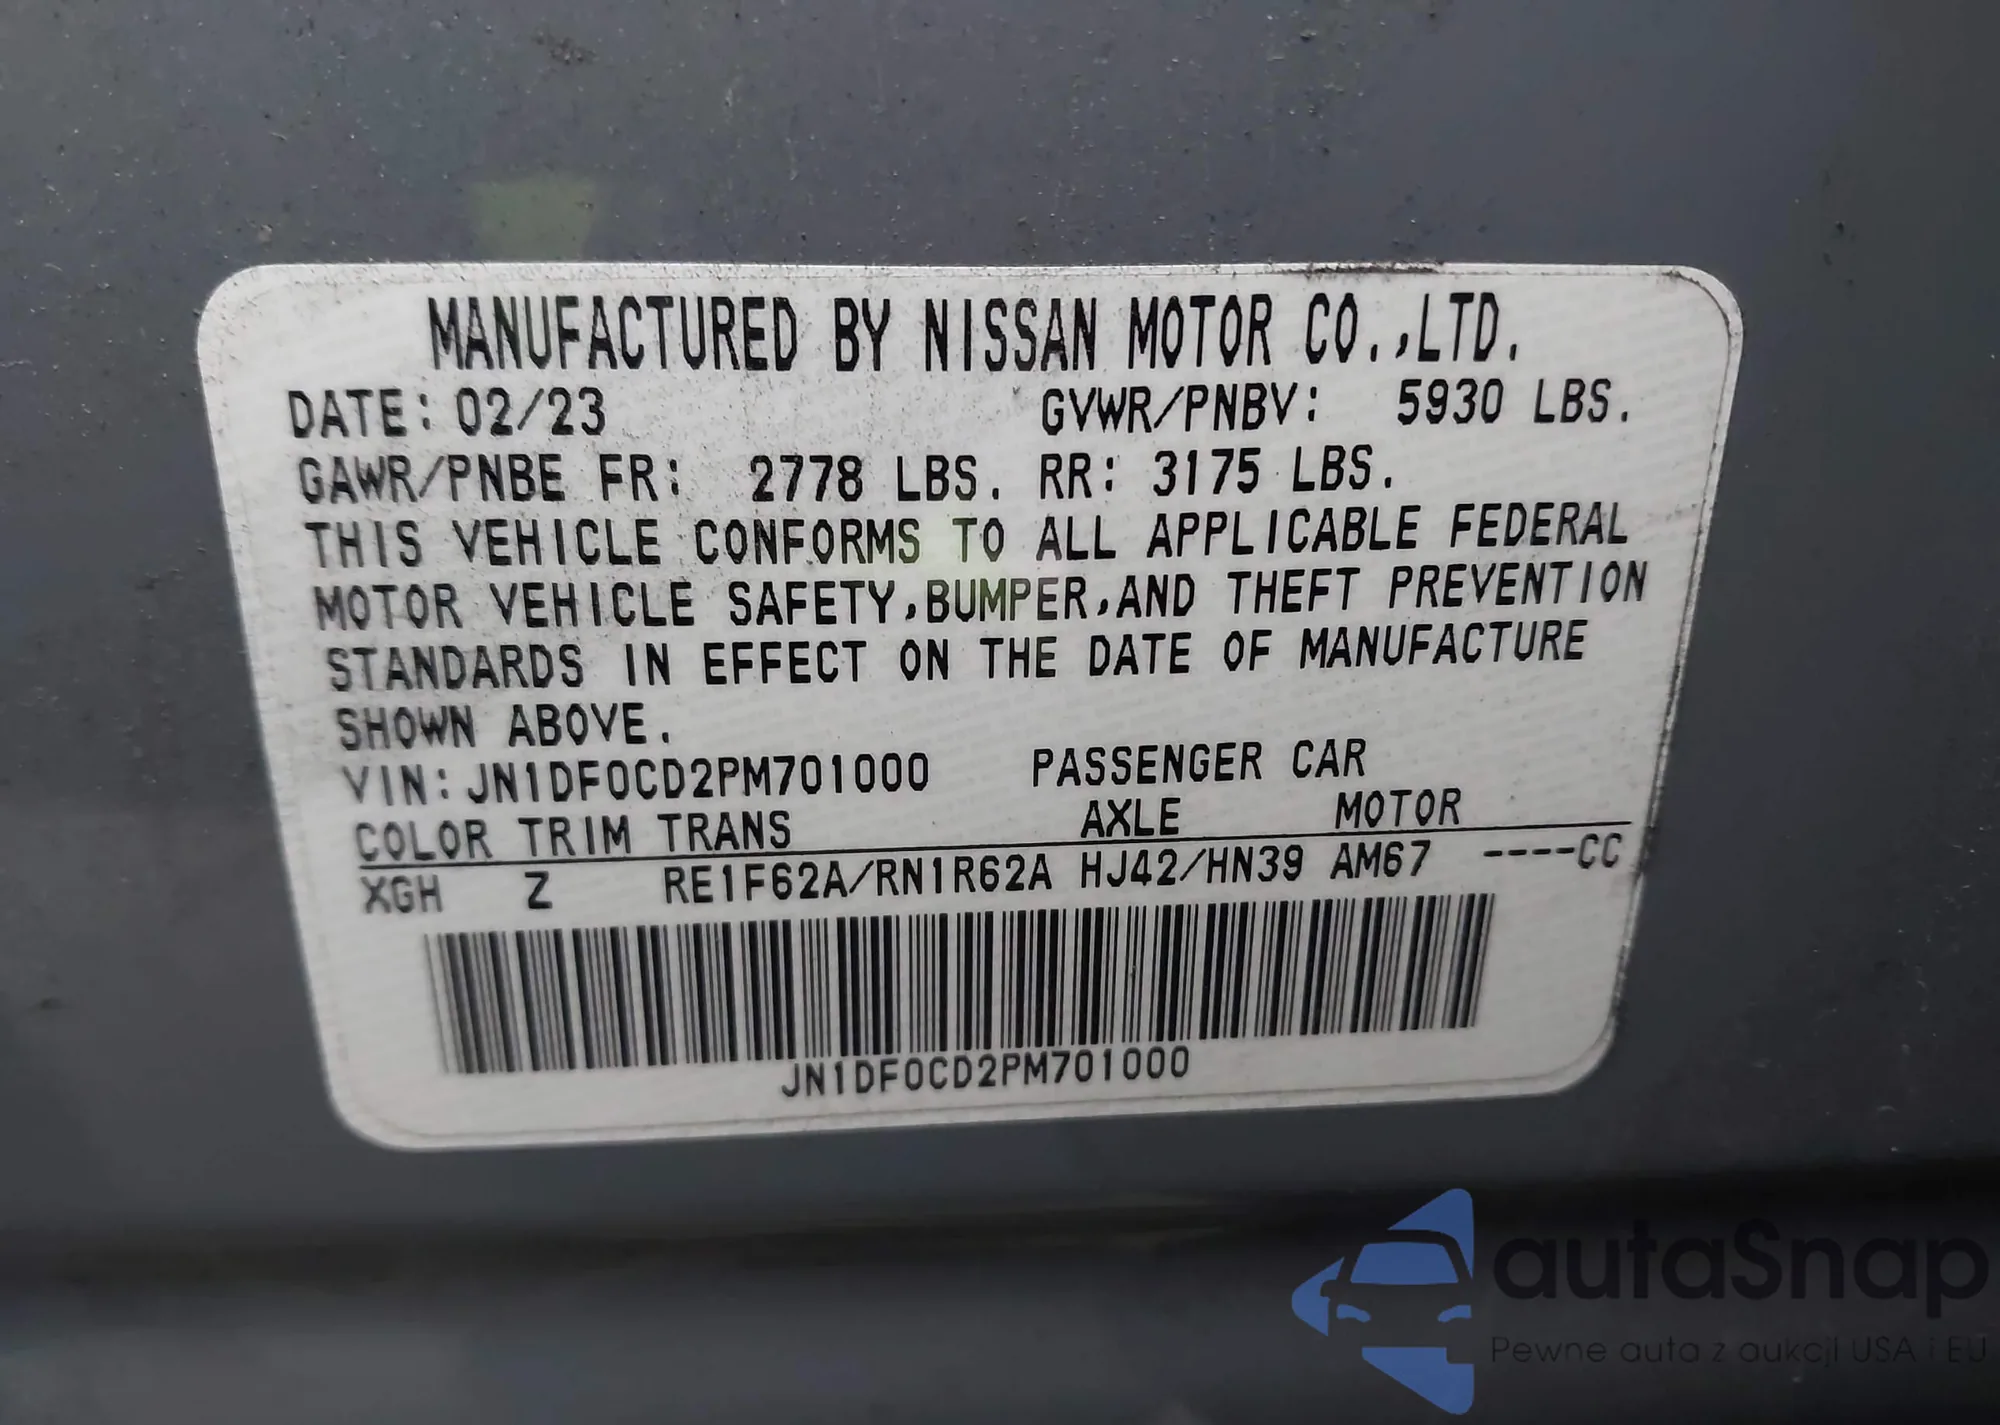 MANUFACTURED BY NISSAN MOTOR CO.,LTD.
DATE: 02/23 GVWR/PNBV: 5930 LBS.
GAWR/PNBE FR: 2778 LBS. RR: 3175 LBS.
THIS VEHICLE CONFORMS TO ALL APPLICABLE FEDERAL
MOTOR VEHICLE SAFETY,BUMPER,AND THEFT PREVENTION
STANDARDS IN EFFECT ON THE DATE OF MANUFACTURE
SHOWN ABOVE.
VIN:JN1DF0CD2PM701000 PASSENGER CAR
COLOR TRIM TRANS AXLE MOTOR
XGH Z RE1F62A/RN1R62A HJ42/HN39 AM67 ----CC
JN1DF0CD2PM701000
autaSnap
Pewne auta z aukcji USA i EU